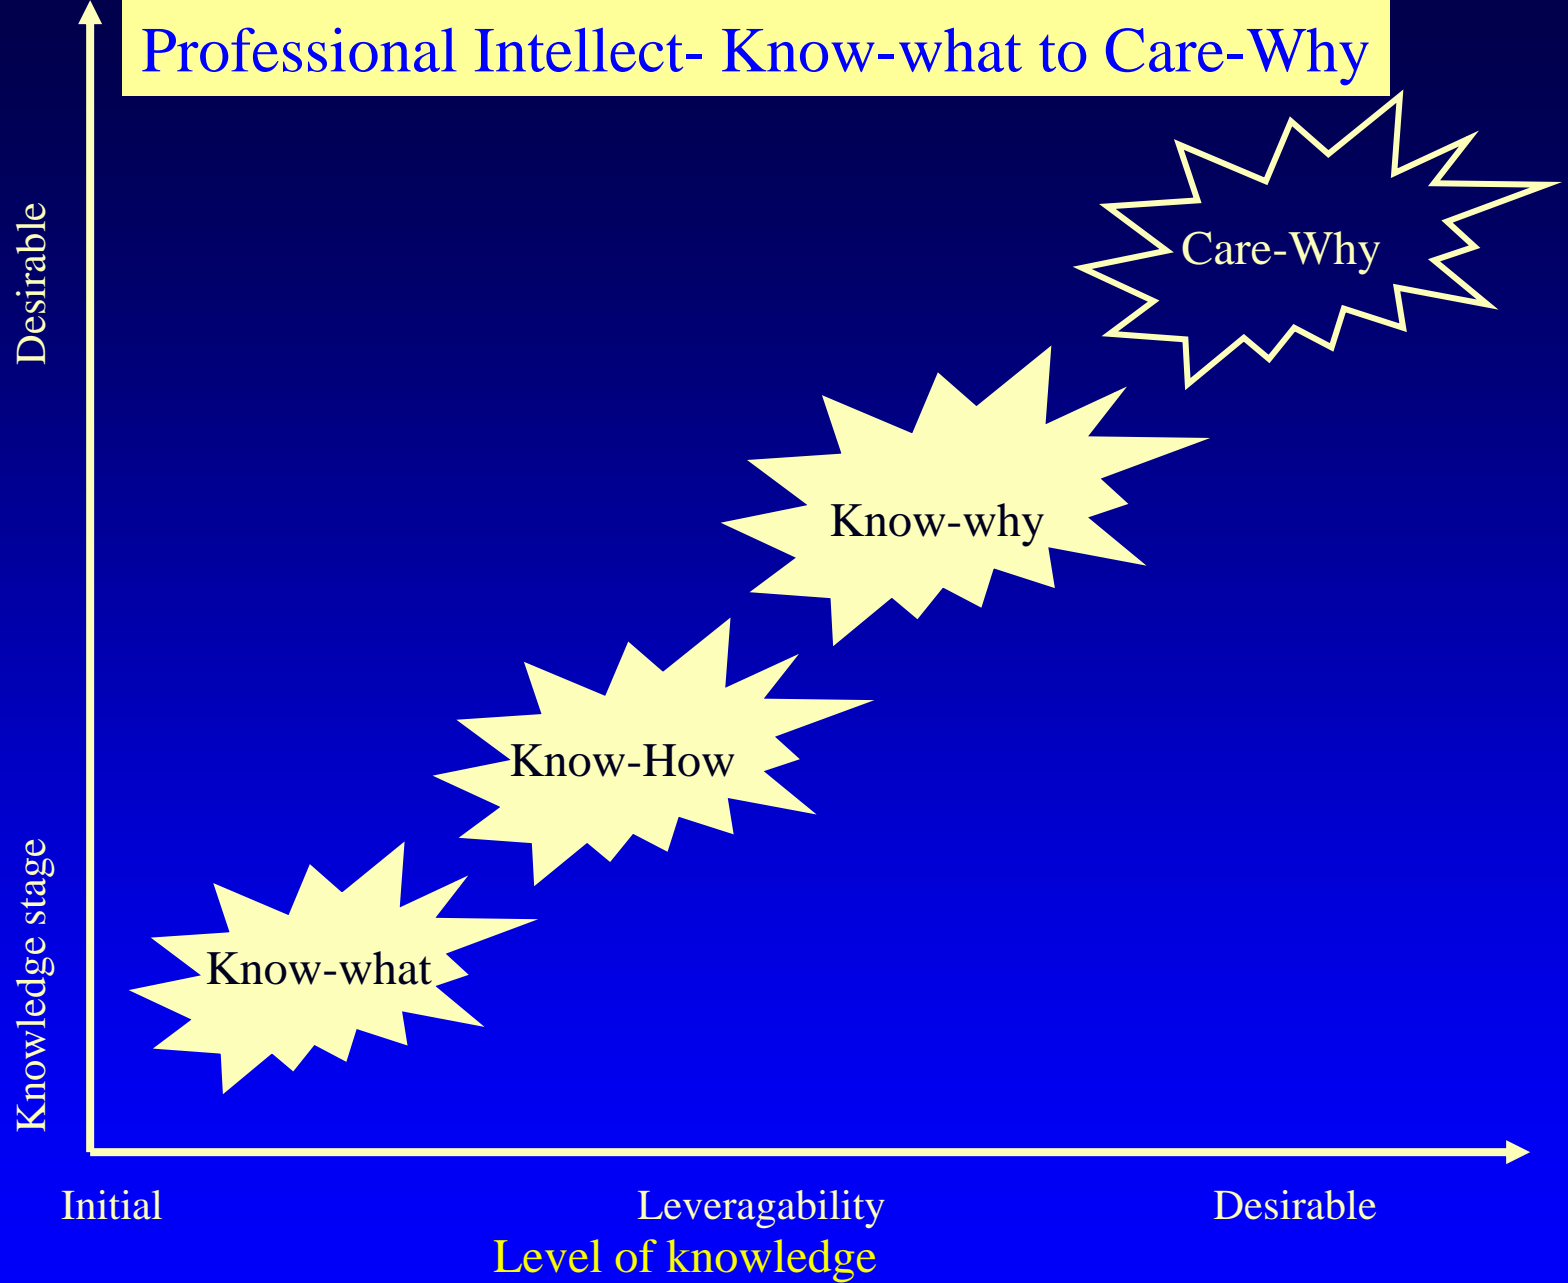 Professional Intellect- Know-what to Care-Why
Desirable
Care-Why
Know-why
Know-How
Knowledge stage
Know-what
Initial
Leveragability
Desirable
Level of knowledge